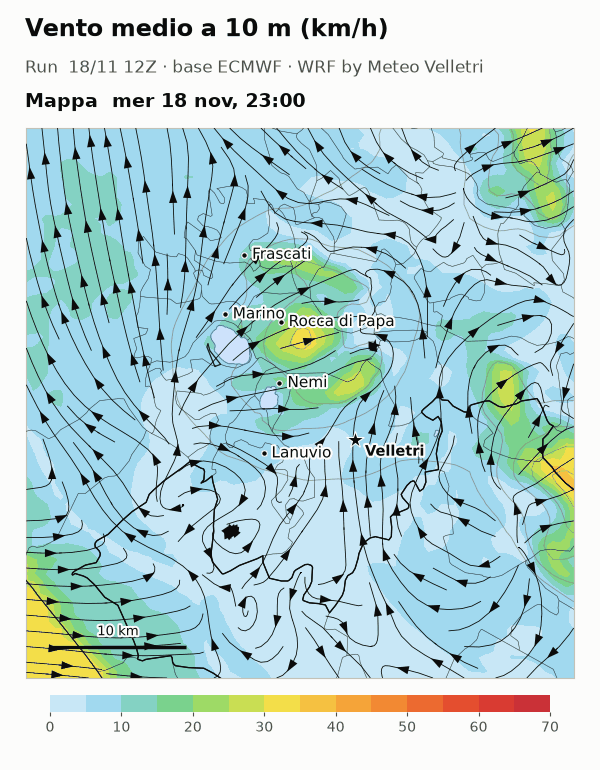 Vento medio a 10 m (km/h)
Run 18/11 12Z · base ECMWF · WRF by Meteo Velletri
Mappa mer 18 nov, 23:00
Frascati
Marino
Rocca di Papa
Nemi
Velletri
Lanuvio
10 km
0 10 20 30 40 50 60 70